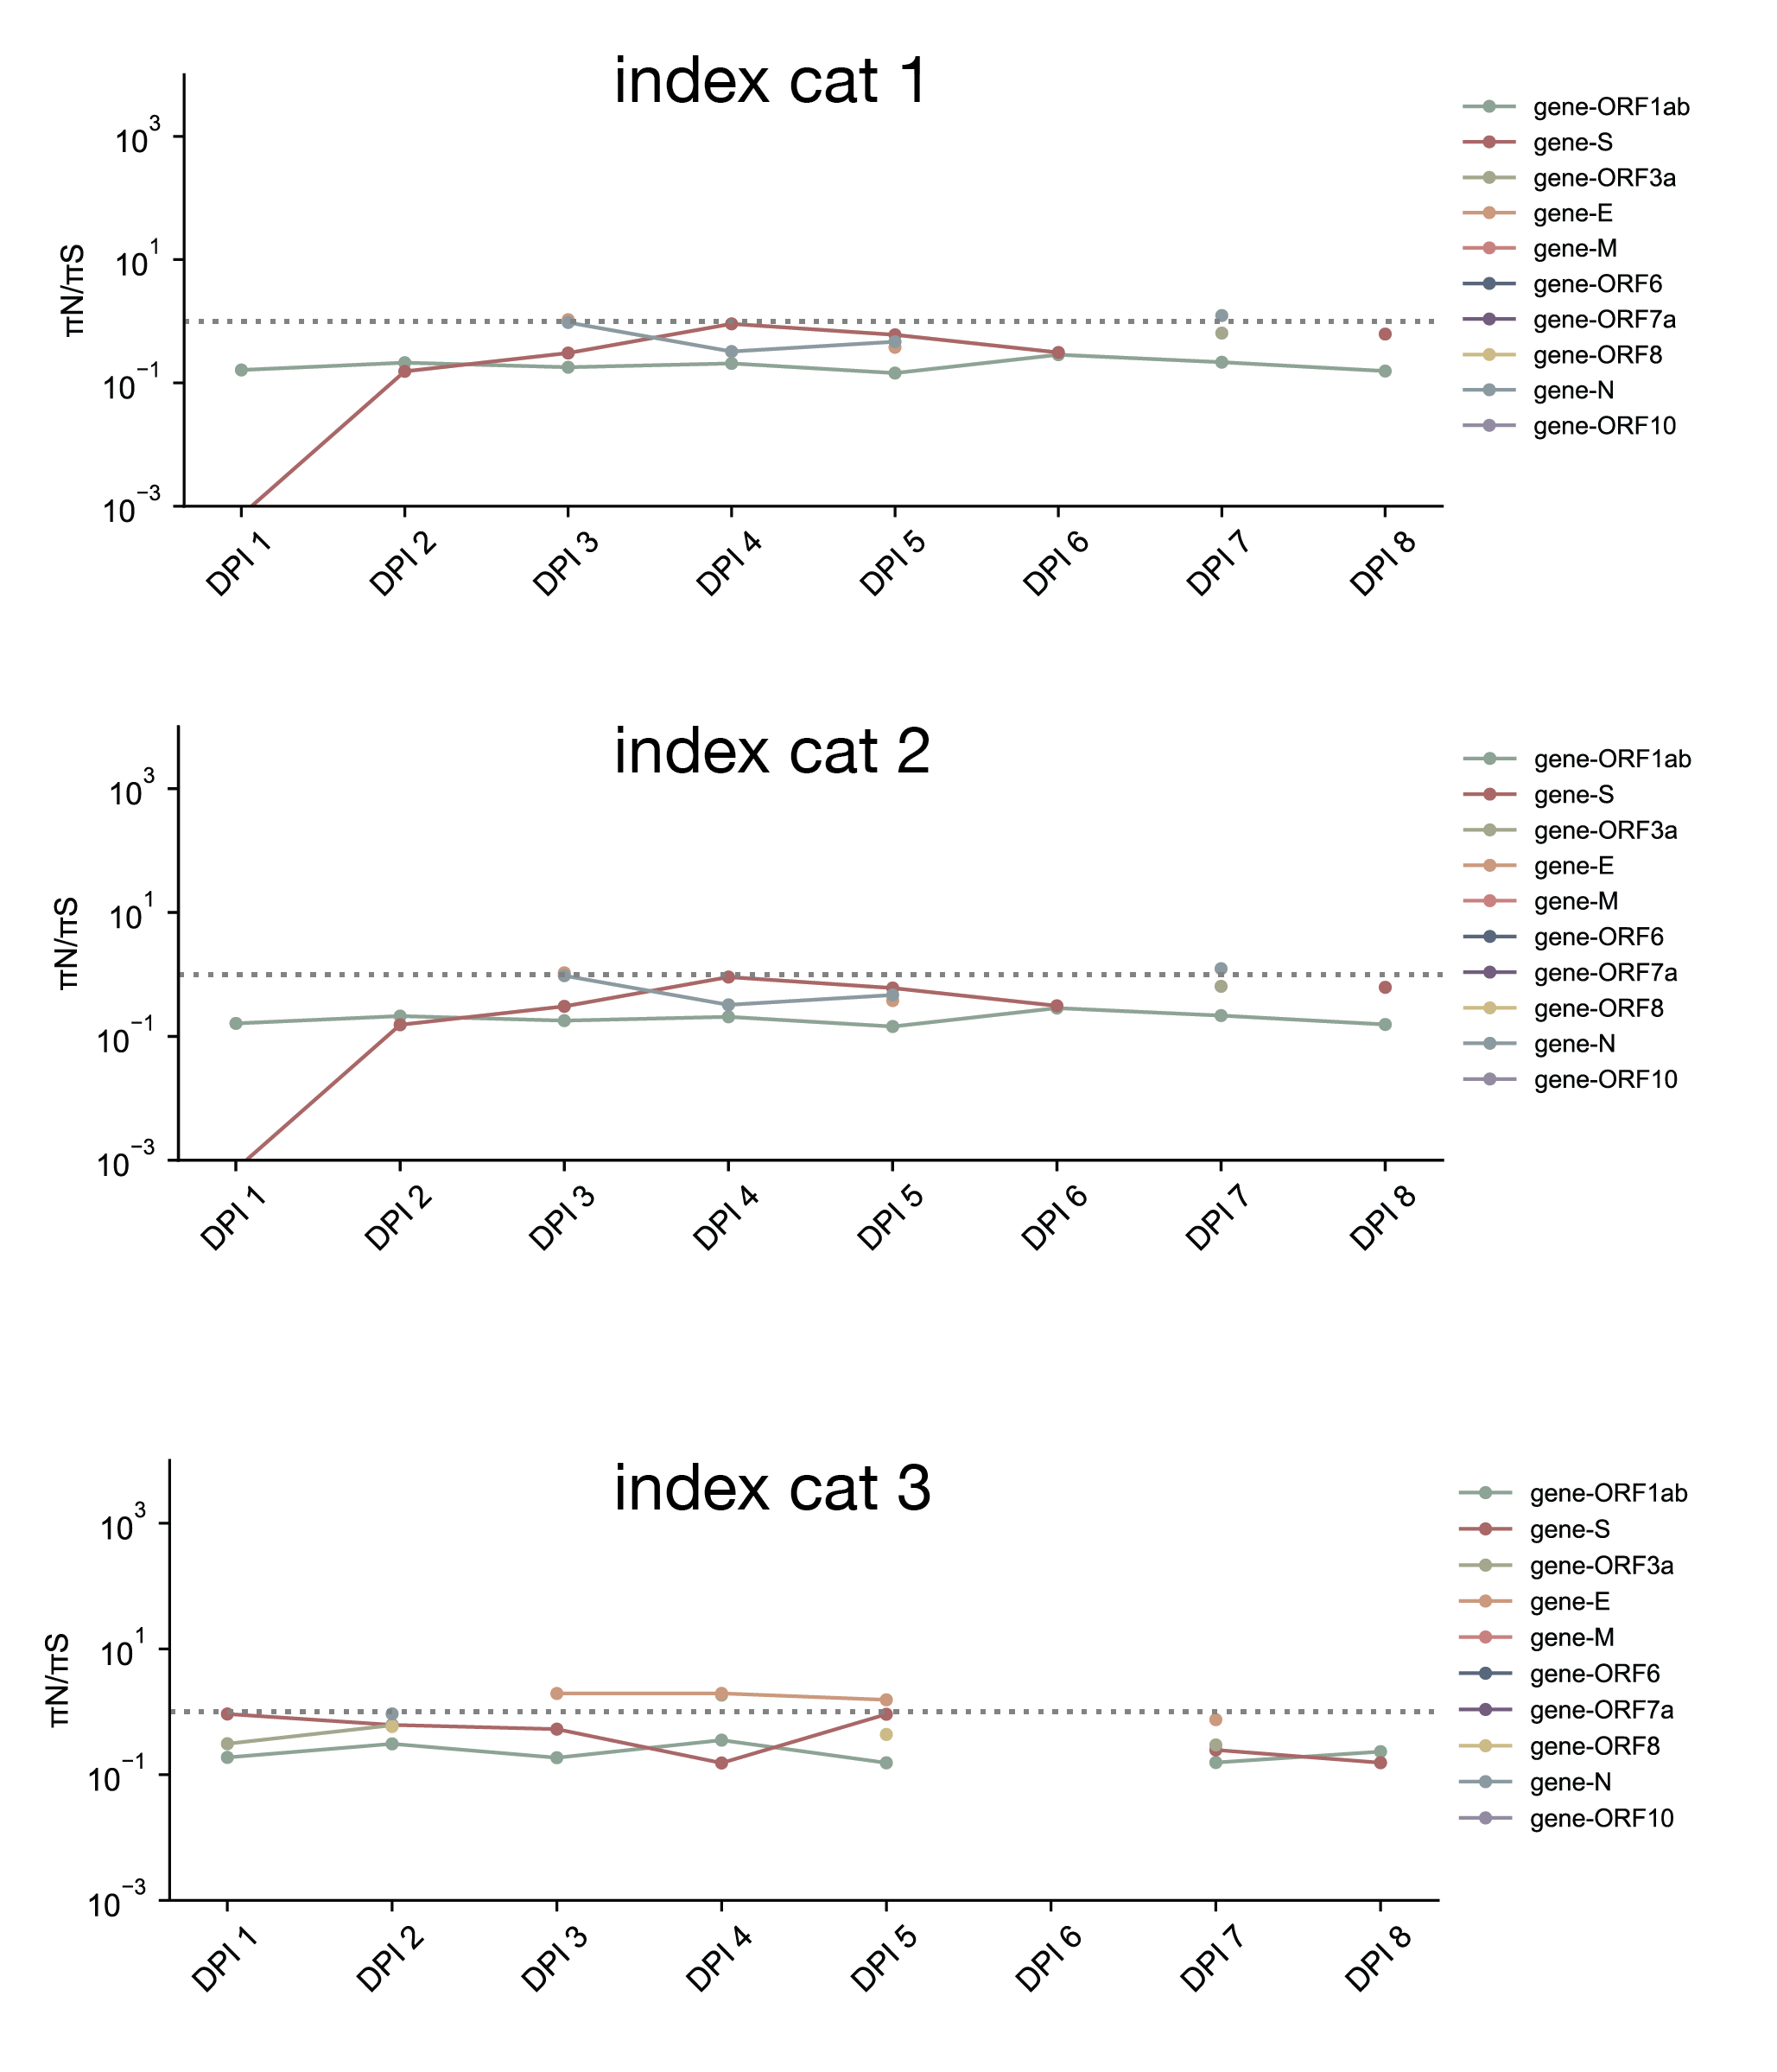 index cat 1
πN/πS
10^3
10^1
10^−1
10^−3
DPI 1
DPI 2
DPI 3
DPI 4
DPI 5
DPI 6
DPI 7
DPI 8
gene-ORF1ab
gene-S
gene-ORF3a
gene-E
gene-M
gene-ORF6
gene-ORF7a
gene-ORF8
gene-N
gene-ORF10
index cat 2
πN/πS
10^3
10^1
10^−1
10^−3
DPI 1
DPI 2
DPI 3
DPI 4
DPI 5
DPI 6
DPI 7
DPI 8
gene-ORF1ab
gene-S
gene-ORF3a
gene-E
gene-M
gene-ORF6
gene-ORF7a
gene-ORF8
gene-N
gene-ORF10
index cat 3
πN/πS
10^3
10^1
10^−1
10^−3
DPI 1
DPI 2
DPI 3
DPI 4
DPI 5
DPI 6
DPI 7
DPI 8
gene-ORF1ab
gene-S
gene-ORF3a
gene-E
gene-M
gene-ORF6
gene-ORF7a
gene-ORF8
gene-N
gene-ORF10